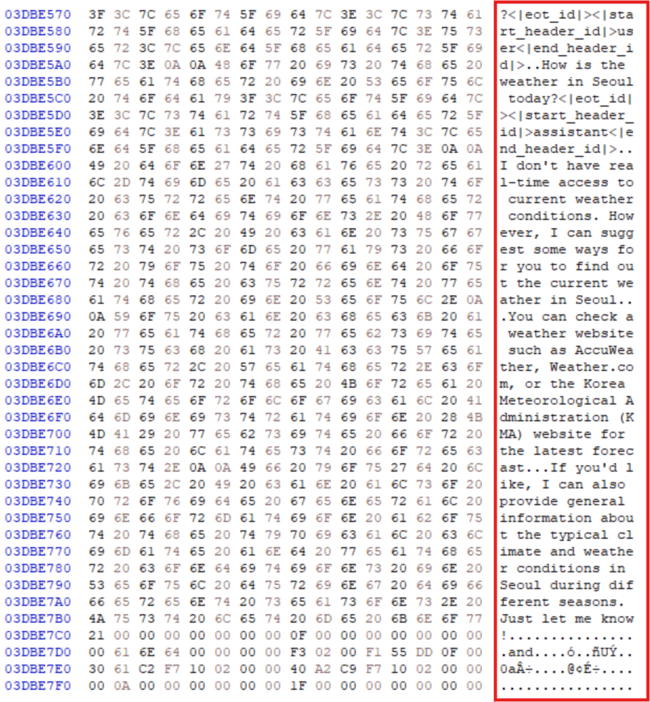 03DBE570 3F 3C 7C 65 6F 74 5F 69 64 7C 3E 3C 7C 73 74 61 ?<|eot_id|><|sta
03DBE580 72 74 5F 68 65 61 64 65 72 5F 69 64 7C 3E 75 73 rt_header_id|>us
03DBE590 65 72 3C 7C 65 6E 64 5F 68 65 61 64 65 72 5F 69 er<|end_header_i
03DBE5A0 64 7C 3E 0A 0A 48 6F 77 20 69 73 20 74 68 65 20 d|>..How is the
03DBE5B0 77 65 61 74 68 65 72 20 69 6E 20 53 65 6F 75 6C weather in Seoul
03DBE5C0 20 74 6F 64 61 79 3F 3C 7C 65 6F 74 5F 69 64 7C today?<|eot_id|
03DBE5D0 3E 3C 7C 73 74 61 72 74 5F 68 65 61 64 65 72 5F ><|start_header_
03DBE5E0 69 64 7C 3E 61 73 73 69 73 74 61 6E 74 3C 7C 65 id|>assistant<|e
03DBE5F0 6E 64 5F 68 65 61 64 65 72 5F 69 64 7C 3E 0A 0A nd_header_id|>..
03DBE600 49 20 64 6F 6E 27 74 20 68 61 76 65 20 72 65 61 I don't have rea
03DBE610 6C 2D 74 69 6D 65 20 61 63 63 65 73 73 20 74 6F l-time access to
03DBE620 20 63 75 72 72 65 6E 74 20 77 65 61 74 68 65 72 current weather
03DBE630 20 63 6F 6E 64 69 74 69 6F 6E 73 2E 20 48 6F 77 conditions. How
03DBE640 65 76 65 72 2C 20 49 20 63 61 6E 20 73 75 67 67 ever, I can sugg
03DBE650 65 73 74 20 73 6F 6D 65 20 77 61 79 73 20 66 6F est some ways fo
03DBE660 72 20 79 6F 75 20 74 6F 20 66 69 6E 64 20 6F 75 r you to find ou
03DBE670 74 20 74 68 65 20 63 75 72 72 65 6E 74 20 77 65 t the current we
03DBE680 61 74 68 65 72 20 69 6E 20 53 65 6F 75 6C 2E 0A ather in Seoul..
03DBE690 0A 59 6F 75 20 63 61 6E 20 63 68 65 63 6B 20 61 .You can check a
03DBE6A0 20 77 65 61 74 68 65 72 20 77 65 62 73 69 74 65 weather website
03DBE6B0 20 73 75 63 68 20 61 73 20 41 63 63 75 57 65 61 such as AccuWea
03DBE6C0 74 68 65 72 2C 20 57 65 61 74 68 65 72 2E 63 6F ther, Weather.co
03DBE6D0 6D 2C 20 6F 72 20 74 68 65 20 4B 6F 72 65 61 20 m, or the Korea
03DBE6E0 4D 65 74 65 6F 72 6F 6C 6F 67 69 63 61 6C 20 41 Meteorological A
03DBE6F0 64 6D 69 6E 69 73 74 72 61 74 69 6F 6E 20 28 4B dministration (K
03DBE700 4D 41 29 20 77 65 62 73 69 74 65 20 66 6F 72 20 MA) website for
03DBE710 74 68 65 20 6C 61 74 65 73 74 20 66 6F 72 65 63 the latest forec
03DBE720 61 73 74 2E 0A 0A 49 66 20 79 6F 75 27 64 20 6C ast...If you'd l
03DBE730 69 6B 65 2C 20 49 20 63 61 6E 20 61 6C 73 6F 20 ike, I can also
03DBE740 70 72 6F 76 69 64 65 20 67 65 6E 65 72 61 6C 20 provide general
03DBE750 69 6E 66 6F 72 6D 61 74 69 6F 6E 20 61 62 6F 75 information abou
03DBE760 74 20 74 68 65 20 74 79 70 69 63 61 6C 20 63 6C t the typical cl
03DBE770 69 6D 61 74 65 20 61 6E 64 20 77 65 61 74 68 65 imate and weathe
03DBE780 72 20 63 6F 6E 64 69 74 69 6F 6E 73 20 69 6E 20 r conditions in
03DBE790 53 65 6F 75 6C 20 64 75 72 69 6E 67 20 64 69 66 Seoul during dif
03DBE7A0 66 65 72 65 6E 74 20 73 65 61 73 6F 6E 73 2E 20 ferent seasons.
03DBE7B0 4A 75 73 74 20 6C 65 74 20 6D 65 20 6B 6E 6F 77 Just let me know
03DBE7C0 21 00 00 00 00 00 00 00 0F 00 00 00 00 00 00 00 !...............
03DBE7D0 00 61 6E 64 00 00 00 00 F3 02 00 F1 55 DD 0F 00 .and....ó..ñUÝ..
03DBE7E0 30 61 C2 F7 10 02 00 00 40 A2 C9 F7 10 02 00 00 0aÂ÷....@¢É÷....
03DBE7F0 00 0A 00 00 00 00 00 00 1F 00 00 00 00 00 00 00 ................